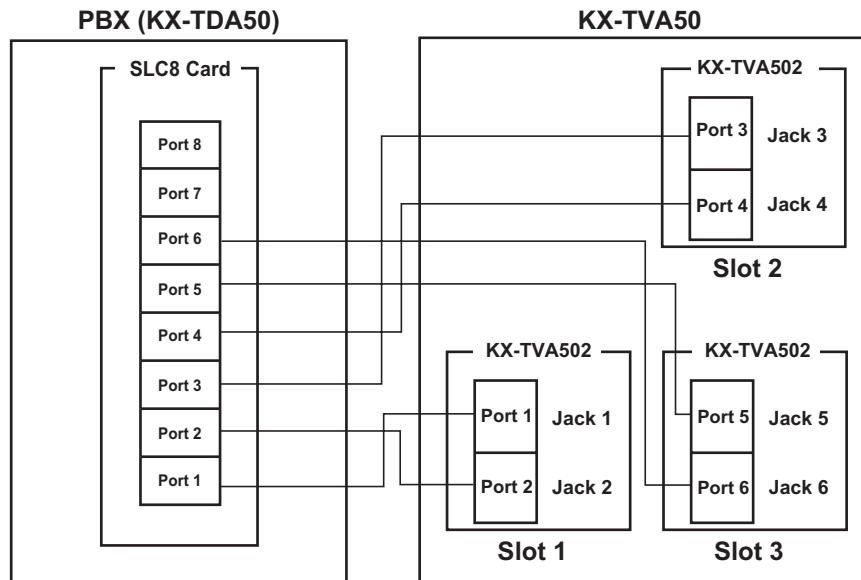 PBX (KX-TDA50)
SLC8 Card
Port 8
Port 7
Port 6
Port 5
Port 4
Port 3
Port 2
Port 1
KX-TVA50
KX-TVA502
Port 3 Jack 3
Port 4 Jack 4
Slot 2
KX-TVA502
Port 1 Jack 1
Port 2 Jack 2
Slot 1
KX-TVA502
Port 5 Jack 5
Port 6 Jack 6
Slot 3